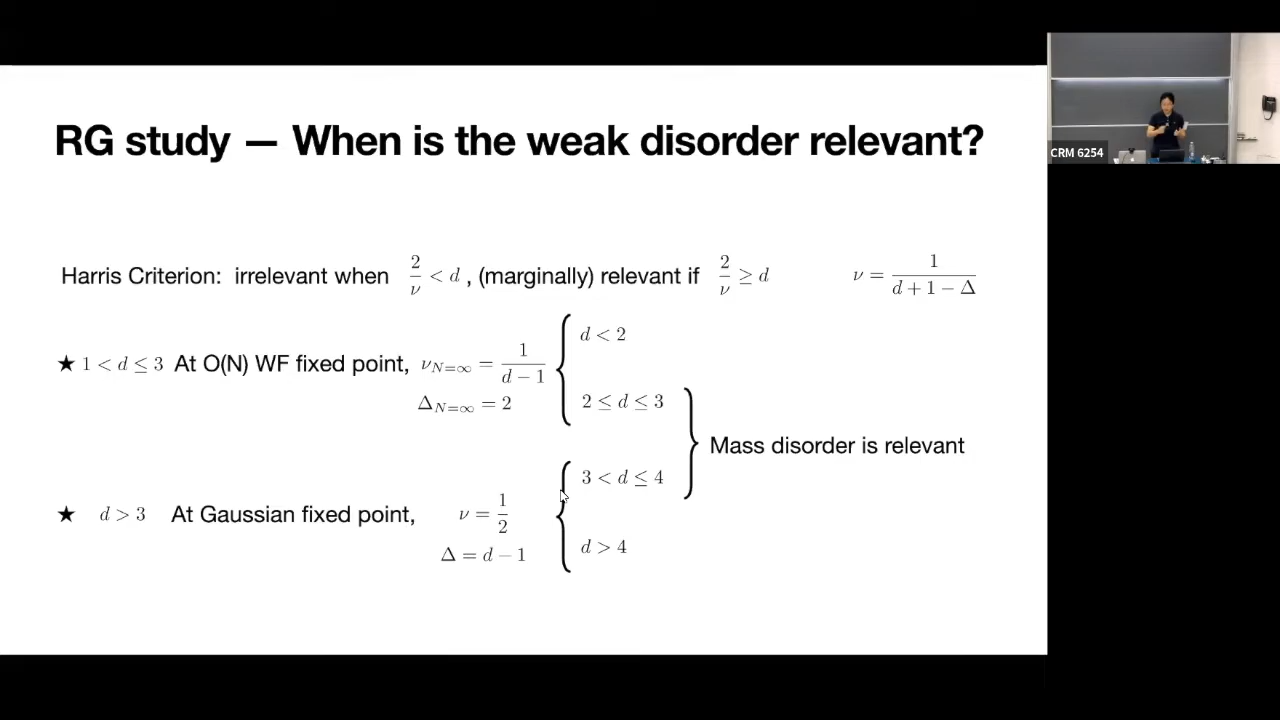 RG study — When is the weak disorder relevant?
CRM 6254
Harris Criterion: irrelevant when 2/ν < d , (marginally) relevant if 2/ν ≥ d ν = 1/(d + 1 − Δ)
★ 1 < d ≤ 3 At O(N) WF fixed point, ν_{N=∞} = 1/(d − 1)
Δ_{N=∞} = 2
d < 2
2 ≤ d ≤ 3
Mass disorder is relevant
★ d > 3 At Gaussian fixed point, ν = 1/2
Δ = d − 1
3 < d ≤ 4
d > 4